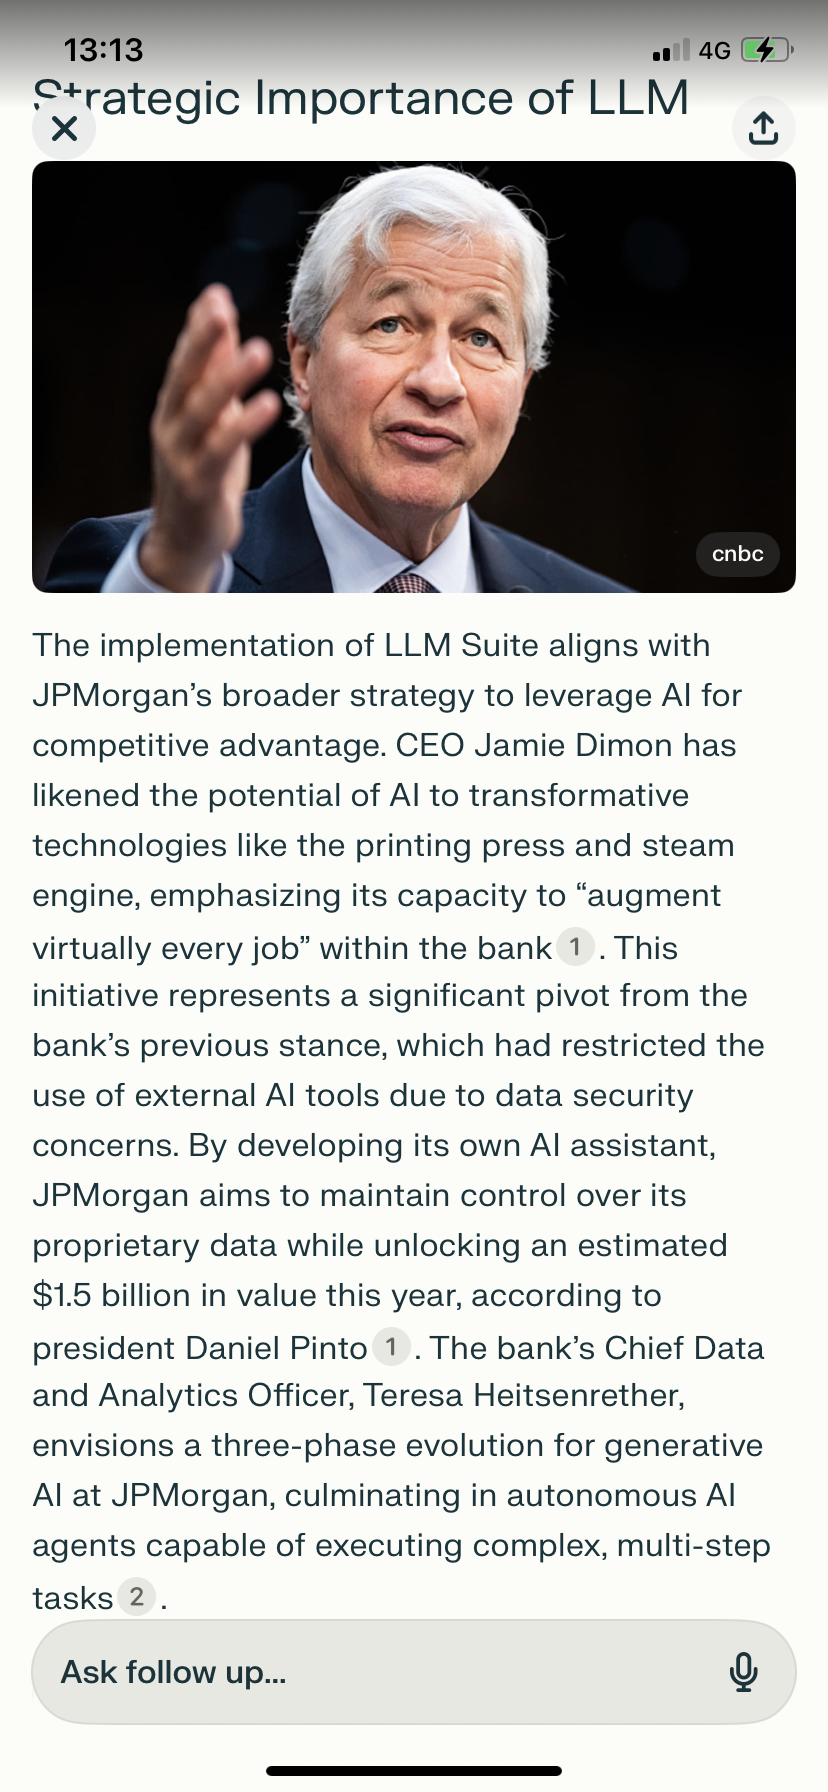 13:13
4G
Strategic Importance of LLM
cnbc
The implementation of LLM Suite aligns with
JPMorgan’s broader strategy to leverage AI for
competitive advantage. CEO Jamie Dimon has
likened the potential of AI to transformative
technologies like the printing press and steam
engine, emphasizing its capacity to “augment
virtually every job” within the bank 1 . This
initiative represents a significant pivot from the
bank’s previous stance, which had restricted the
use of external AI tools due to data security
concerns. By developing its own AI assistant,
JPMorgan aims to maintain control over its
proprietary data while unlocking an estimated
$1.5 billion in value this year, according to
president Daniel Pinto 1 . The bank’s Chief Data
and Analytics Officer, Teresa Heitsenrether,
envisions a three-phase evolution for generative
AI at JPMorgan, culminating in autonomous AI
agents capable of executing complex, multi-step
tasks 2 .
Ask follow up...